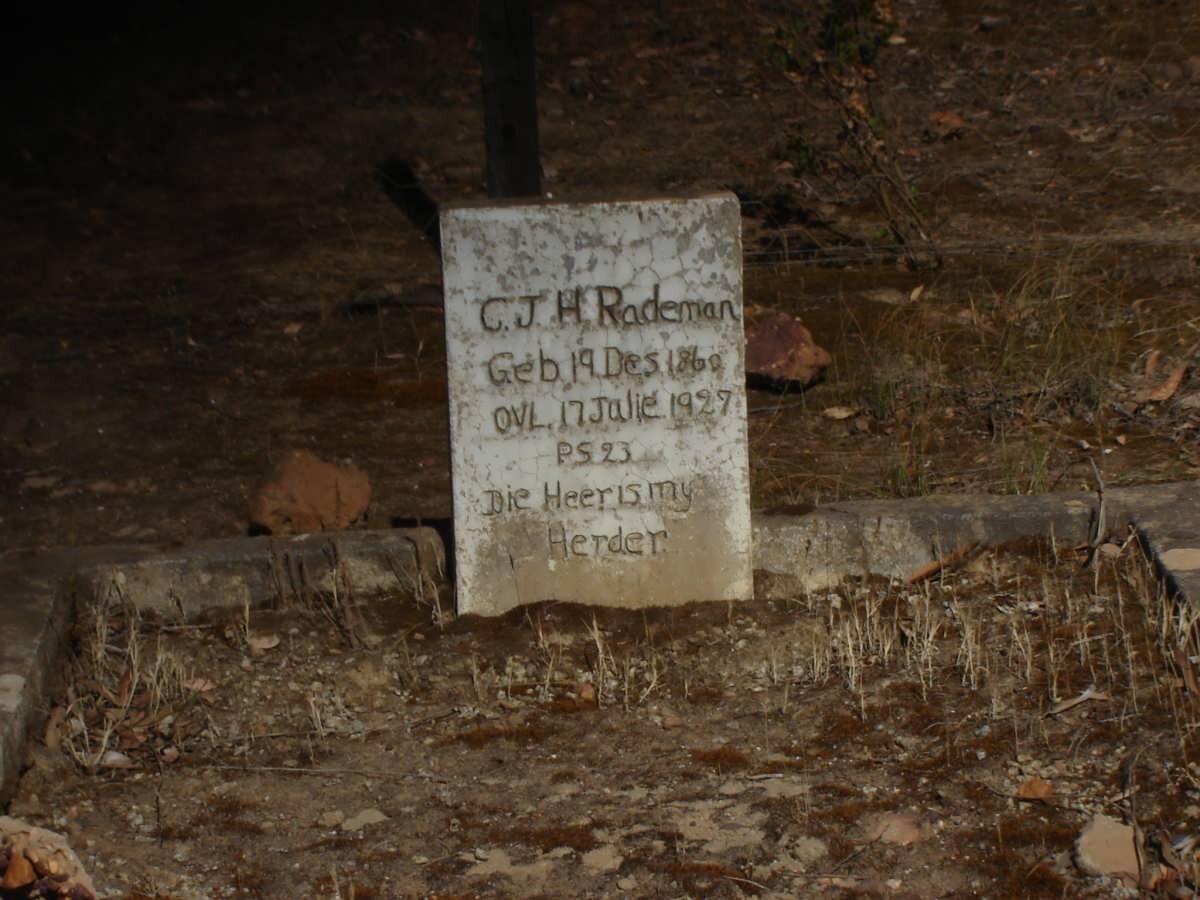 C.J.H Rademan
Geb. 19 Des. 1860
OVL. 17 Julie 1927
PS 23
Die Heer is my
Herder.